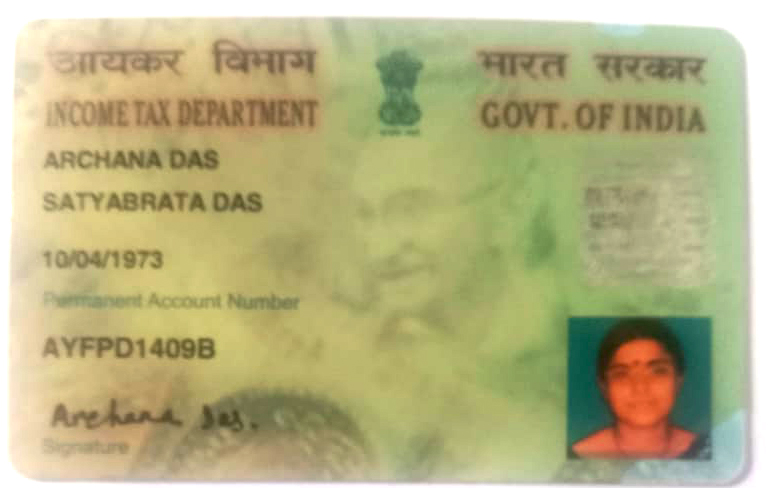 आयकर विभाग
भारत सरकार
INCOME TAX DEPARTMENT
GOVT. OF INDIA
ARCHANA DAS
SATYABRATA DAS
10/04/1973
Permanent Account Number
AYFPD1409B
Archana Das.
Signature